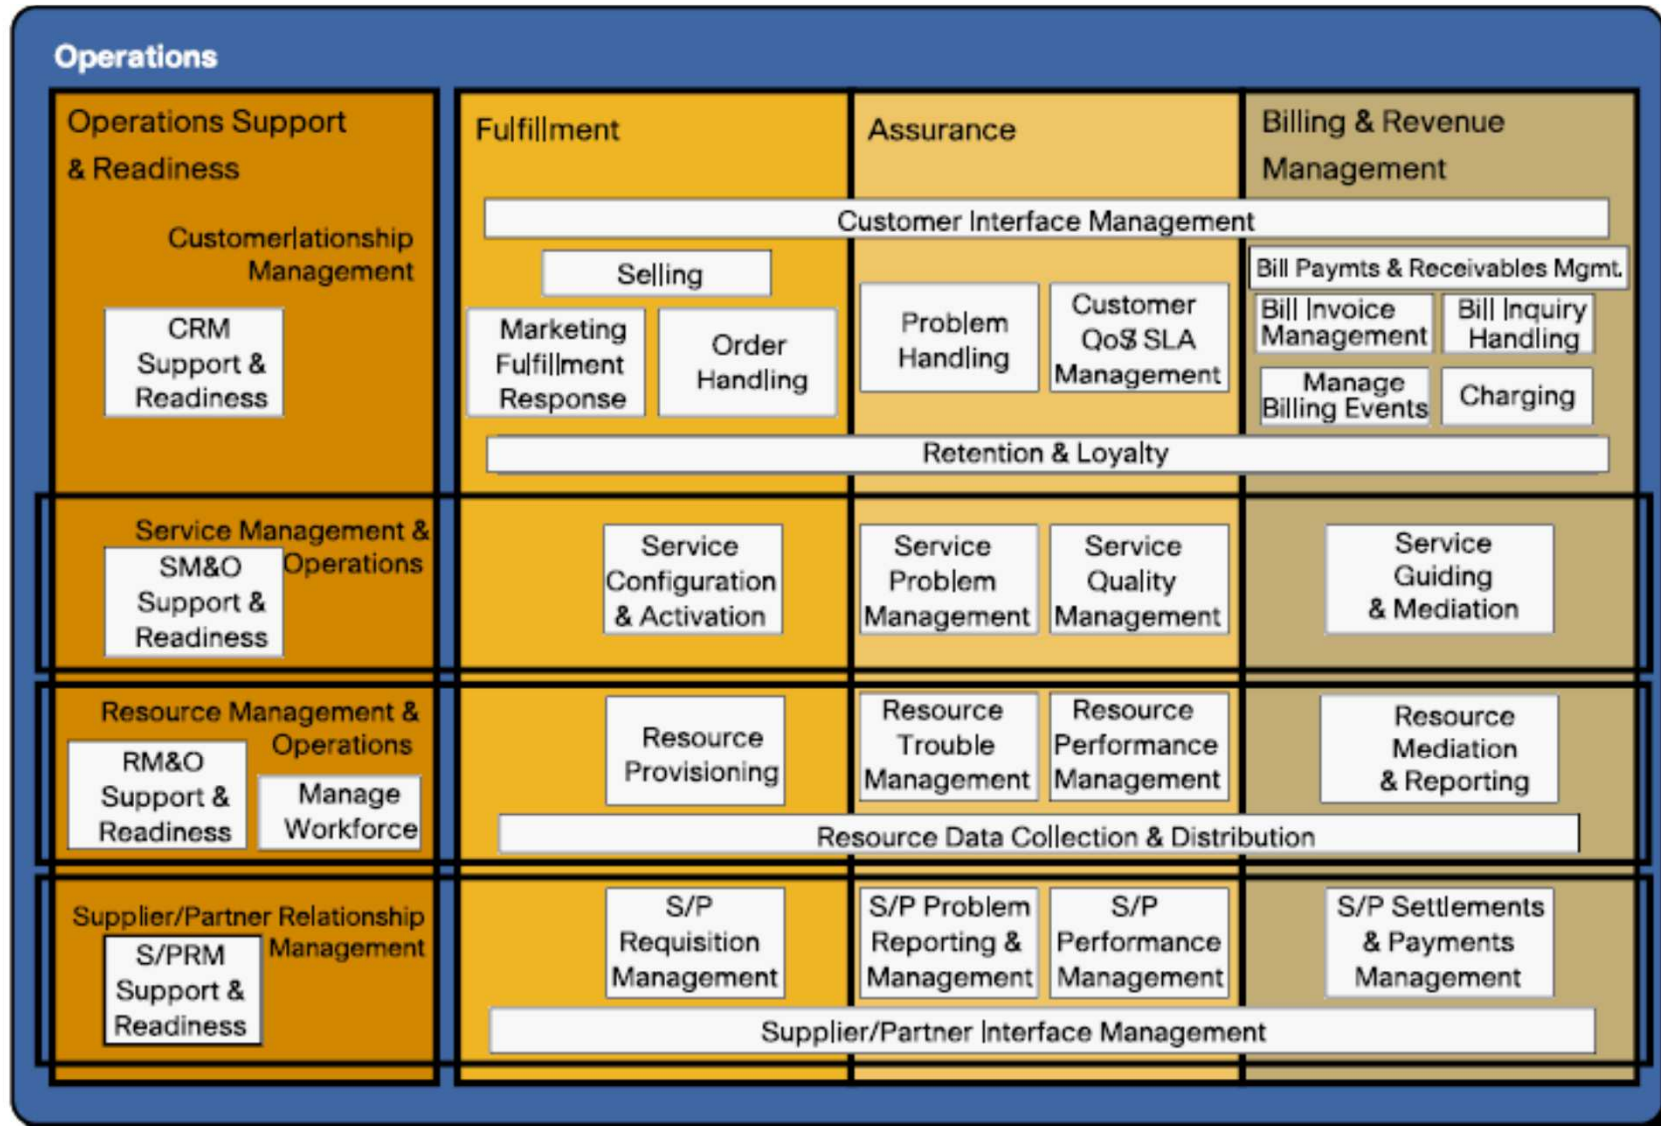 Operations
Operations Support
& Readiness
Fulfillment
Assurance
Billing & Revenue
Management
Customer Interface Management
Customerlationship
Management
CRM
Support &
Readiness
Selling
Marketing
Fulfillment
Response
Order
Handling
Problem
Handling
Customer
QoS SLA
Management
Bill Paymts & Receivables Mgmt.
Bill Invoice
Management
Bill Inquiry
Handling
Manage
Billing Events
Charging
Retention & Loyalty
Service Management &
Operations
SM&O
Support &
Readiness
Service
Configuration
& Activation
Service
Problem
Management
Service
Quality
Management
Service
Guiding
& Mediation
Resource Management &
Operations
RM&O
Support &
Readiness
Manage
Workforce
Resource
Provisioning
Resource
Trouble
Management
Resource
Performance
Management
Resource
Mediation
& Reporting
Resource Data Collection & Distribution
Supplier/Partner Relationship
Management
S/PRM
Support &
Readiness
S/P
Requisition
Management
S/P Problem
Reporting &
Management
S/P
Performance
Management
S/P Settlements
& Payments
Management
Supplier/Partner Interface Management